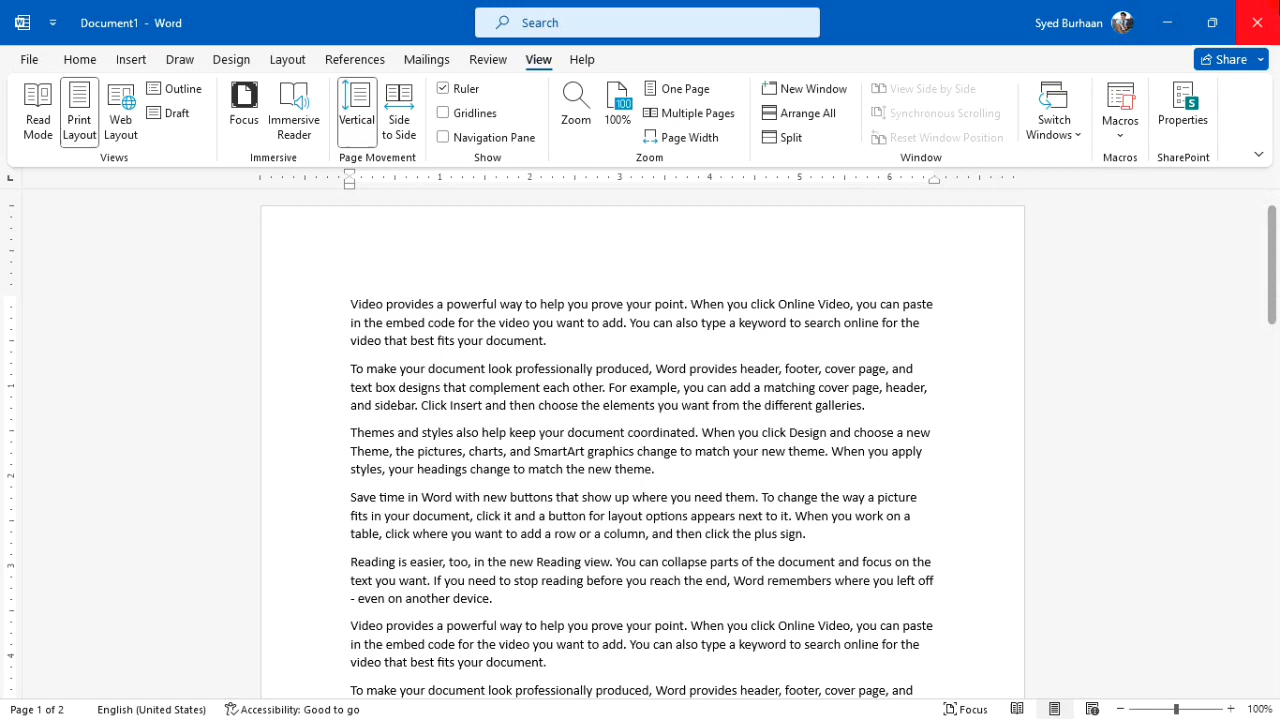 Document1 - Word
Search
Syed Burhaan
File Home Insert Draw Design Layout References Mailings Review View Help
Share
Read Mode
Print Layout
Web Layout
Outline
Draft
Views
Focus
Immersive Reader
Immersive
Vertical
Side to Side
Page Movement
Ruler
Gridlines
Navigation Pane
Show
Zoom
100
100%
One Page
Multiple Pages
Page Width
Zoom
New Window
Arrange All
Split
View Side by Side
Synchronous Scrolling
Reset Window Position
Switch Windows
Window
Macros
Macros
S
Properties
SharePoint
1 2 3 4 5 6
1
2
3
4
Video provides a powerful way to help you prove your point. When you click Online Video, you can paste
in the embed code for the video you want to add. You can also type a keyword to search online for the
video that best fits your document.
To make your document look professionally produced, Word provides header, footer, cover page, and
text box designs that complement each other. For example, you can add a matching cover page, header,
and sidebar. Click Insert and then choose the elements you want from the different galleries.
Themes and styles also help keep your document coordinated. When you click Design and choose a new
Theme, the pictures, charts, and SmartArt graphics change to match your new theme. When you apply
styles, your headings change to match the new theme.
Save time in Word with new buttons that show up where you need them. To change the way a picture
fits in your document, click it and a button for layout options appears next to it. When you work on a
table, click where you want to add a row or a column, and then click the plus sign.
Reading is easier, too, in the new Reading view. You can collapse parts of the document and focus on the
text you want. If you need to stop reading before you reach the end, Word remembers where you left off
- even on another device.
Video provides a powerful way to help you prove your point. When you click Online Video, you can paste
in the embed code for the video you want to add. You can also type a keyword to search online for the
video that best fits your document.
To make your document look professionally produced, Word provides header, footer, cover page, and
Page 1 of 2 English (United States) Accessibility: Good to go Focus 100%